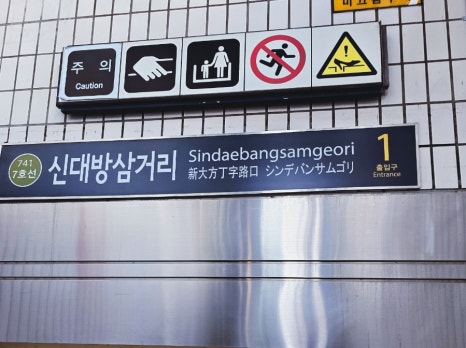 주의
Caution
741
7호선
신대방삼거리
Sindaebangsamgeori
新大方丁字路口 シンデバンサムゴリ
1
출입구
Entrance